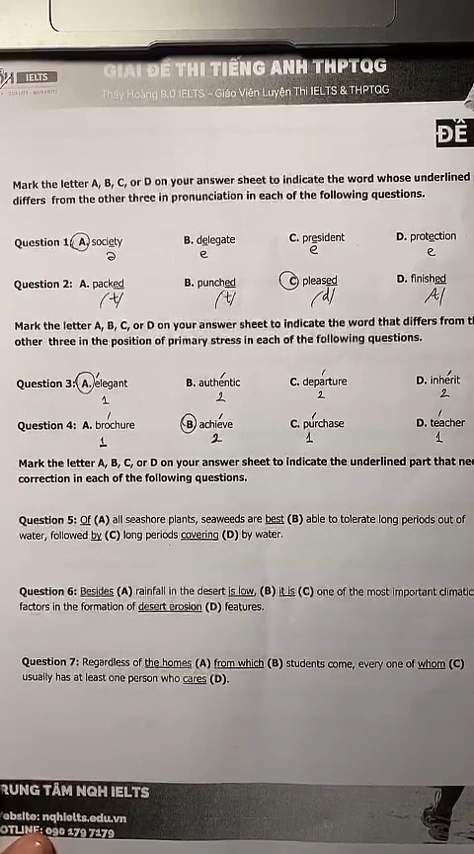 IELTS
GIẢI ĐỀ THI TIẾNG ANH THPTQG
Thầy Hoàng 8.0 IELTS - Giáo Viên Luyện Thi IELTS & THPTQG
ĐỀ
Mark the letter A, B, C, or D on your answer sheet to indicate the word whose underlined
differs from the other three in pronunciation in each of the following questions.
Question 1: A. society B. delegate C. president D. protection
ə e e e
Question 2: A. packed B. punched C. pleased D. finished
/t/ /t/ /d/ /t/
Mark the letter A, B, C, or D on your answer sheet to indicate the word that differs from t
other three in the position of primary stress in each of the following questions.
Question 3: A. elegant B. authentic C. departure D. inherit
1 2 2 2
Question 4: A. brochure B. achieve C. purchase D. teacher
1 2 1 1
Mark the letter A, B, C, or D on your answer sheet to indicate the underlined part that nee
correction in each of the following questions.
Question 5: Of (A) all seashore plants, seaweeds are best (B) able to tolerate long periods out of
water, followed by (C) long periods covering (D) by water.
Question 6: Besides (A) rainfall in the desert is low, (B) it is (C) one of the most important climatic
factors in the formation of desert erosion (D) features.
Question 7: Regardless of the homes (A) from which (B) students come, every one of whom (C)
usually has at least one person who cares (D).
RUNG TÂM NQH IELTS
ebsite: nqhielts.edu.vn
OTLINE: 090 179 7179